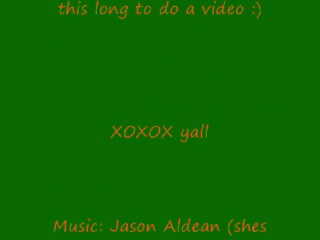 this long to do a video :)
XOXOX yall
Music: Jason Aldean (shes